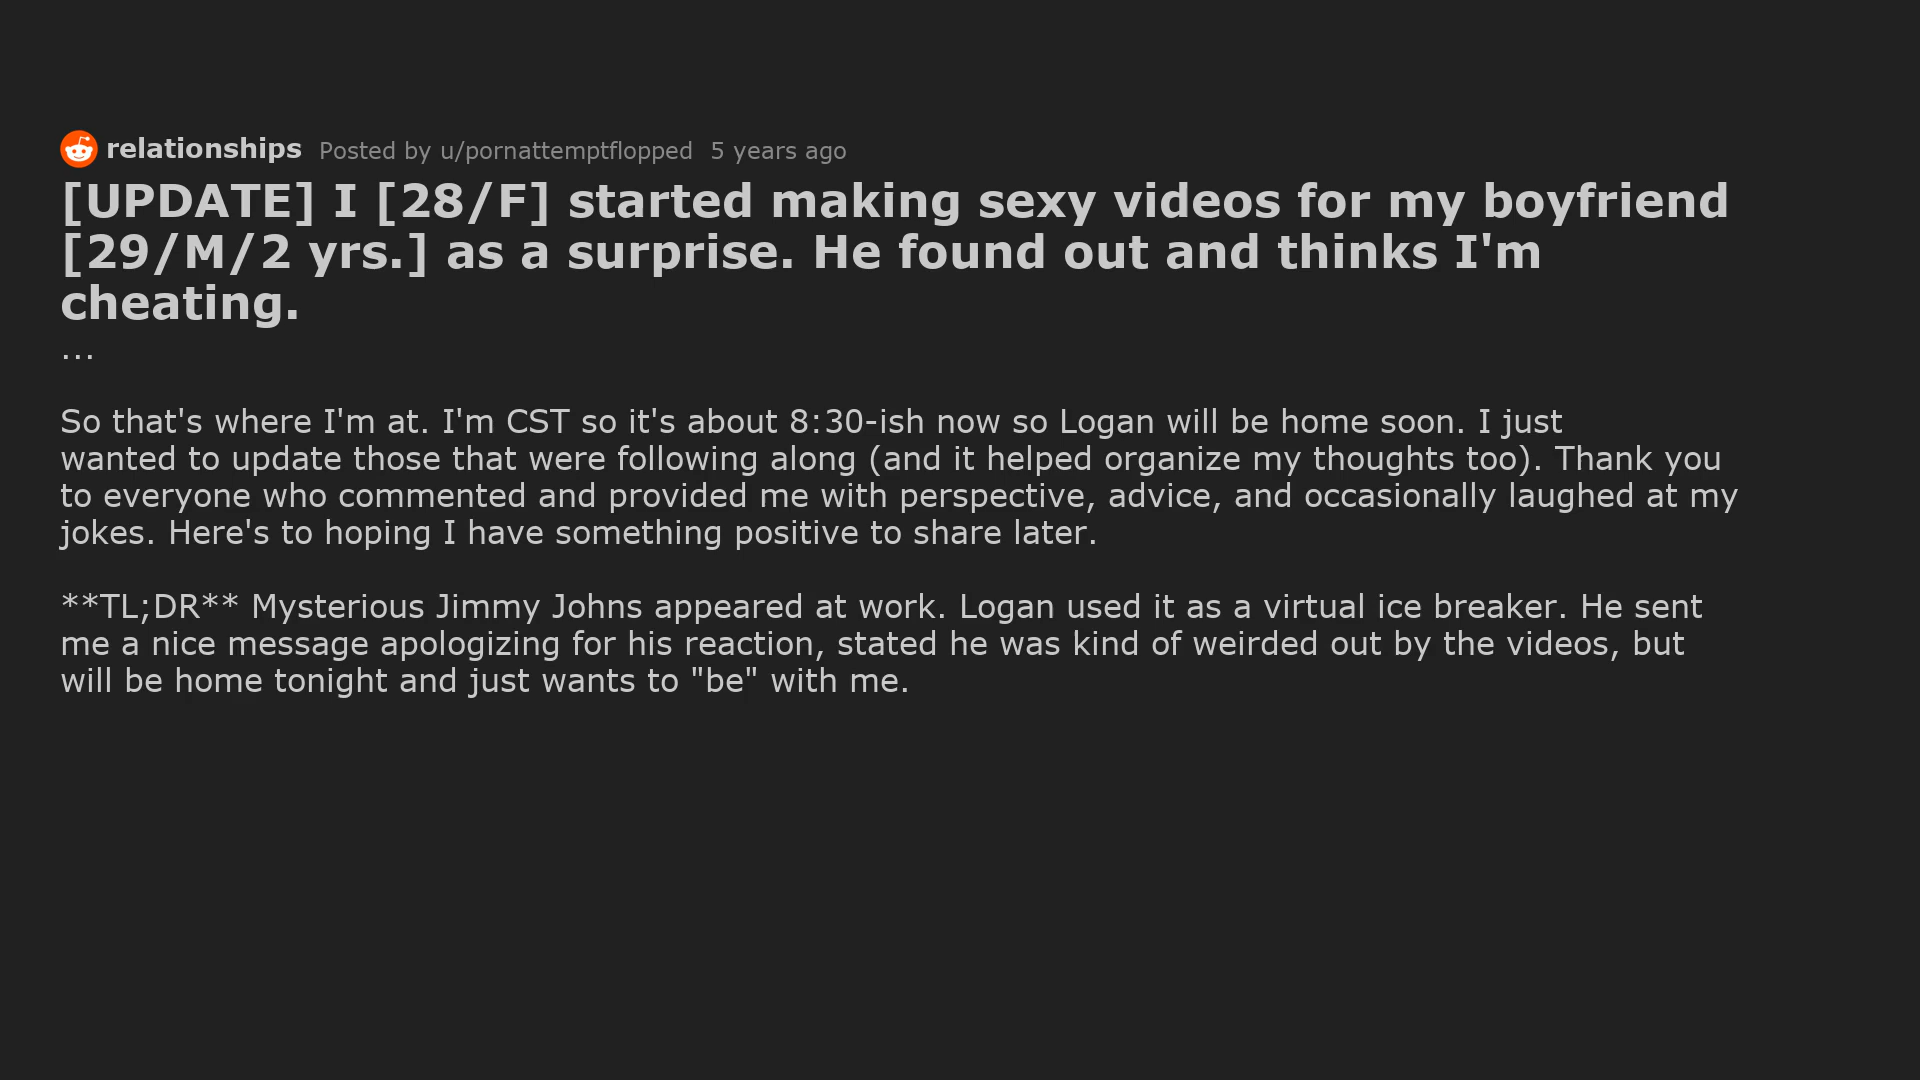 relationships Posted by u/pornattemptflopped 5 years ago
[UPDATE] I [28/F] started making sexy videos for my boyfriend
[29/M/2 yrs.] as a surprise. He found out and thinks I'm
cheating.
...
So that's where I'm at. I'm CST so it's about 8:30-ish now so Logan will be home soon. I just
wanted to update those that were following along (and it helped organize my thoughts too). Thank you
to everyone who commented and provided me with perspective, advice, and occasionally laughed at my
jokes. Here's to hoping I have something positive to share later.
**TL;DR** Mysterious Jimmy Johns appeared at work. Logan used it as a virtual ice breaker. He sent
me a nice message apologizing for his reaction, stated he was kind of weirded out by the videos, but
will be home tonight and just wants to "be" with me.